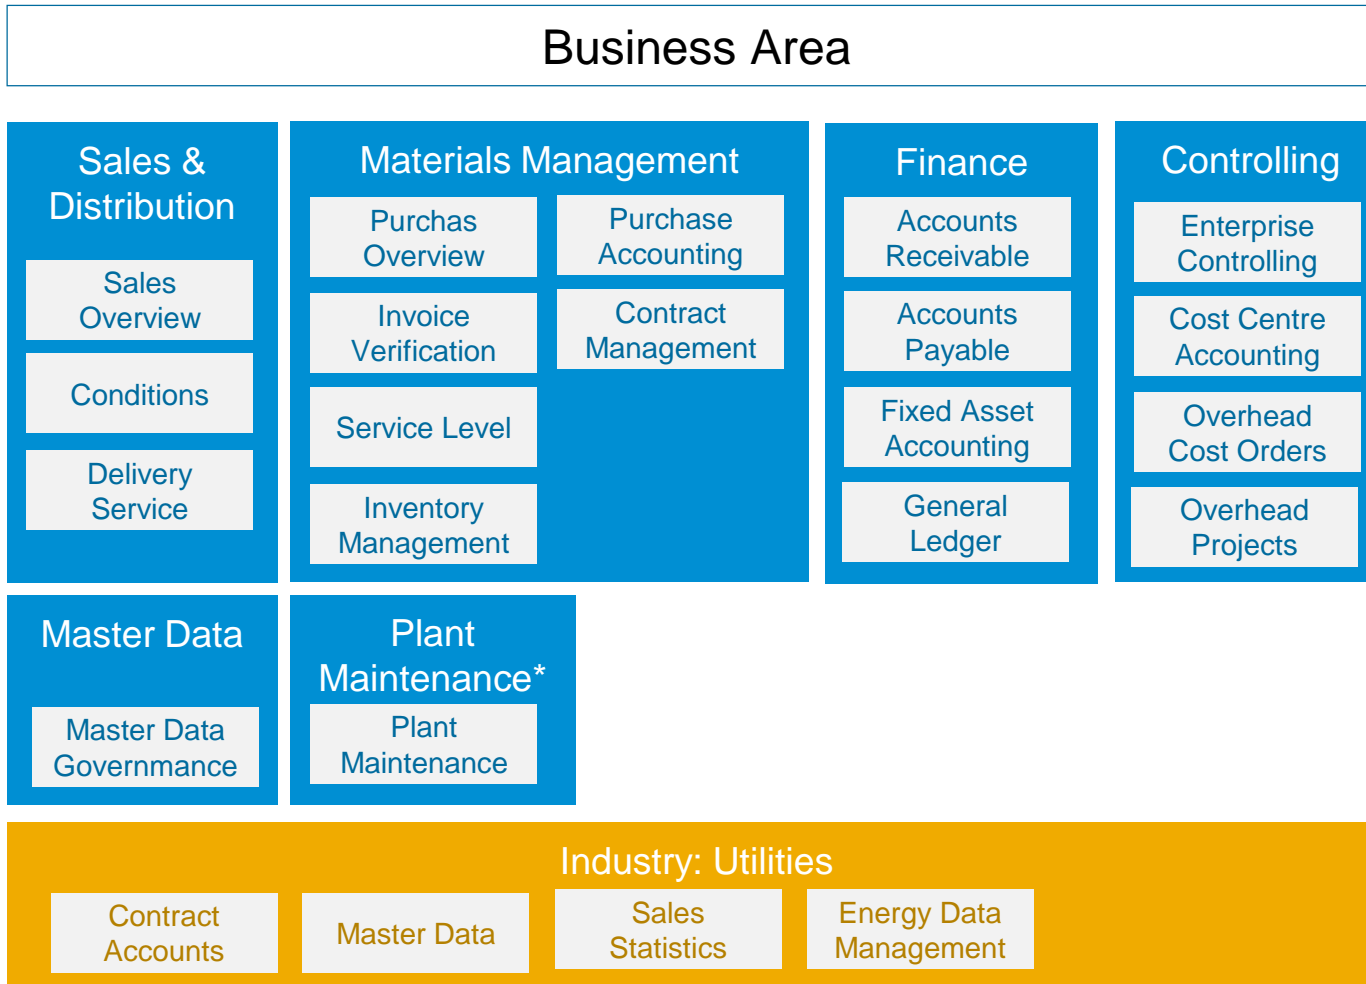 Business Area
Sales &
Distribution
Sales
Overview
Conditions
Delivery
Service
Materials Management
Purchas
Overview
Purchase
Accounting
Invoice
Verification
Contract
Management
Service Level
Inventory
Management
Finance
Accounts
Receivable
Accounts
Payable
Fixed Asset
Accounting
General
Ledger
Controlling
Enterprise
Controlling
Cost Centre
Accounting
Overhead
Cost Orders
Overhead
Projects
Master Data
Master Data
Governmance
Plant
Maintenance*
Plant
Maintenance
Industry: Utilities
Contract
Accounts
Master Data
Sales
Statistics
Energy Data
Management